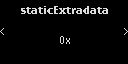 staticExtradata
< 0x >